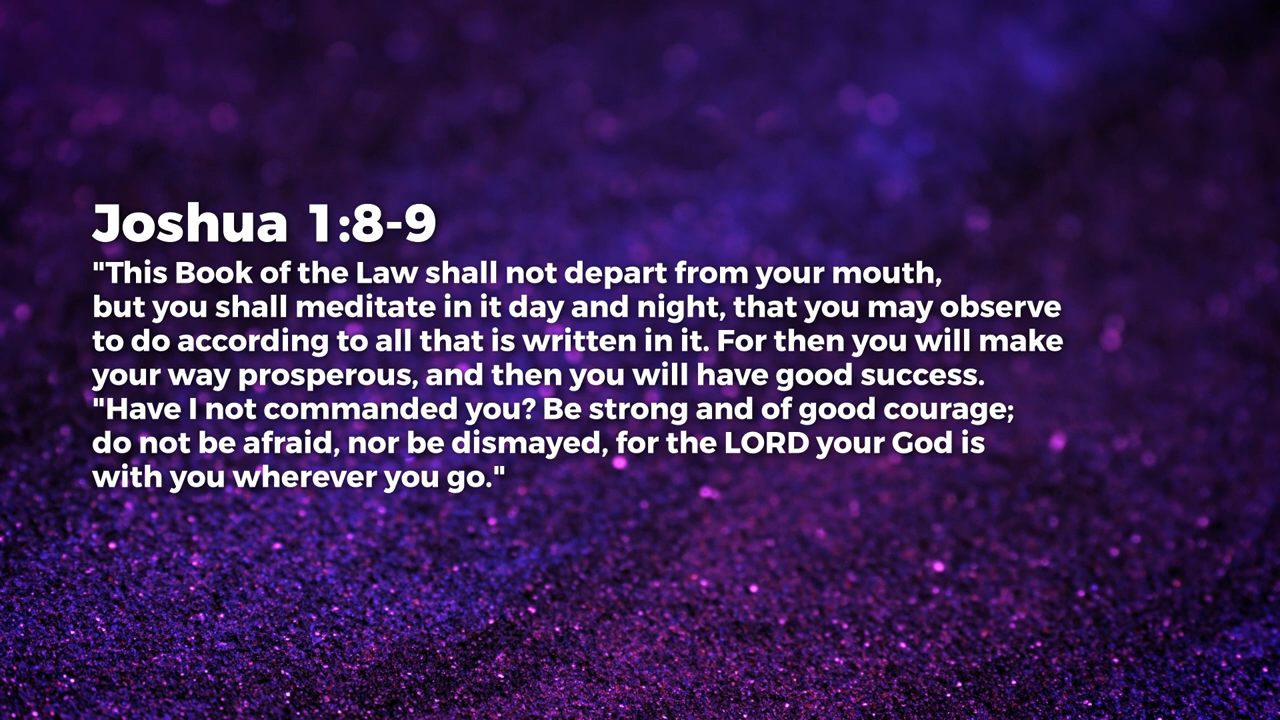 Joshua 1:8-9
"This Book of the Law shall not depart from your mouth,
but you shall meditate in it day and night, that you may observe
to do according to all that is written in it. For then you will make
your way prosperous, and then you will have good success.
"Have I not commanded you? Be strong and of good courage;
do not be afraid, nor be dismayed, for the LORD your God is
with you wherever you go."